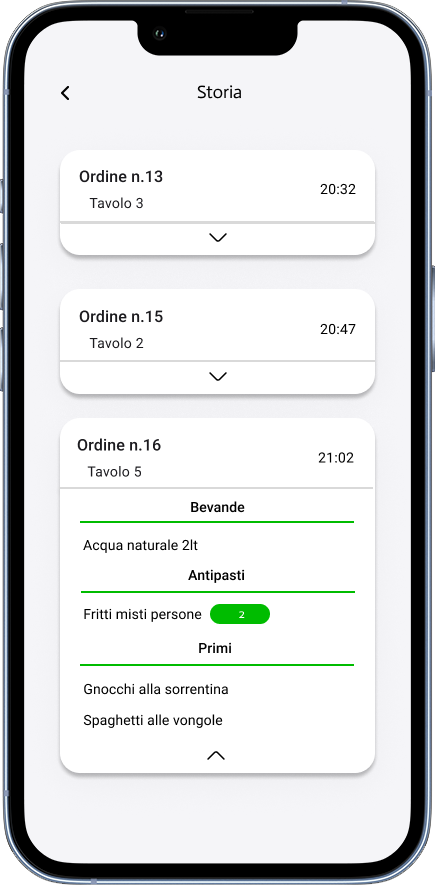 Storia
Ordine n.13
Tavolo 3
20:32
Ordine n.15
Tavolo 2
20:47
Ordine n.16
Tavolo 5
21:02
Bevande
Acqua naturale 2lt
Antipasti
Fritti misti persone 2
Primi
Gnocchi alla sorrentina
Spaghetti alle vongole